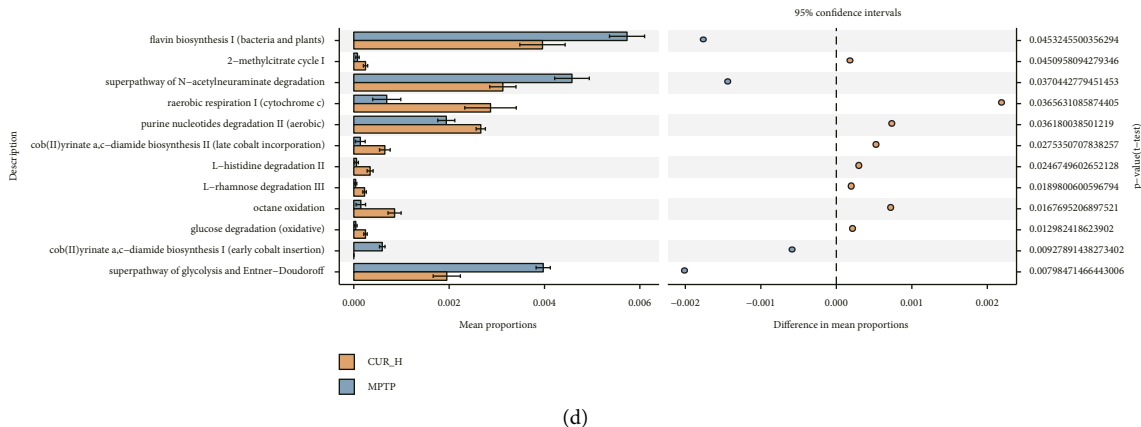 95% confidence intervals
Description
flavin biosynthesis I (bacteria and plants)
2−methylcitrate cycle I
superpathway of N−acetylneuraminate degradation
raerobic respiration I (cytochrome c)
purine nucleotides degradation II (aerobic)
cob(II)yrinate a,c−diamide biosynthesis II (late cobalt incorporation)
L−histidine degradation II
L−rhamnose degradation III
octane oxidation
glucose degradation (oxidative)
cob(II)yrinate a,c−diamide biosynthesis I (early cobalt insertion)
superpathway of glycolysis and Entner−Doudoroff
0.0453245500356294
0.0450958094279346
0.0370442779451453
0.036563105874405
0.036180038501219
0.0275350707838257
0.0246749602652128
0.0189800600596794
0.0167695206897521
0.012982418623902
0.00927891438273402
0.00798471466443006
p−value(t−test)
0.000 0.002 0.004 0.006
Mean proportions
−0.002 −0.001 0.000 0.001 0.002
Difference in mean proportions
CUR_H
MPTP
(d)